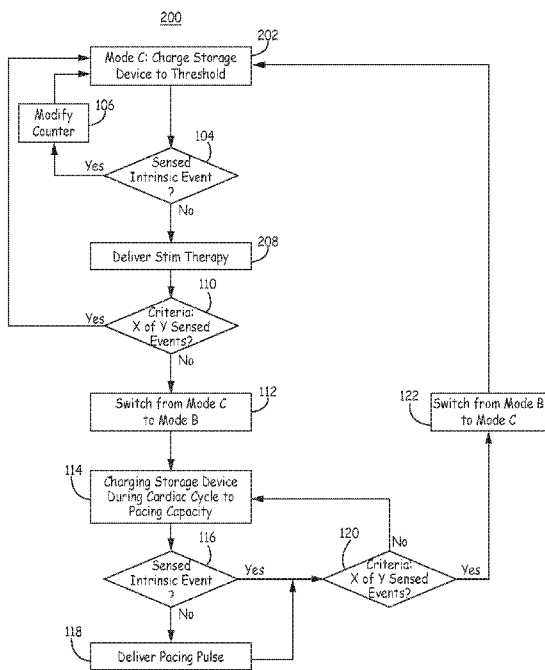 200
202
Mode C: Charge Storage
Device to Threshold
106
Modify
Counter
104
Yes
Sensed
Intrinsic Event
?
No
208
Deliver Stim Therapy
110
Yes
Criteria:
X of Y Sensed
Events?
No
112
Switch from Mode C
to Mode B
122
Switch from Mode B
to Mode C
114
Charging Storage Device
During Cardiac Cycle to
Pacing Capacity
116
Sensed
Intrinsic Event
?
Yes
No
120
No
Criteria:
X of Y Sensed
Events?
Yes
118
Deliver Pacing Pulse